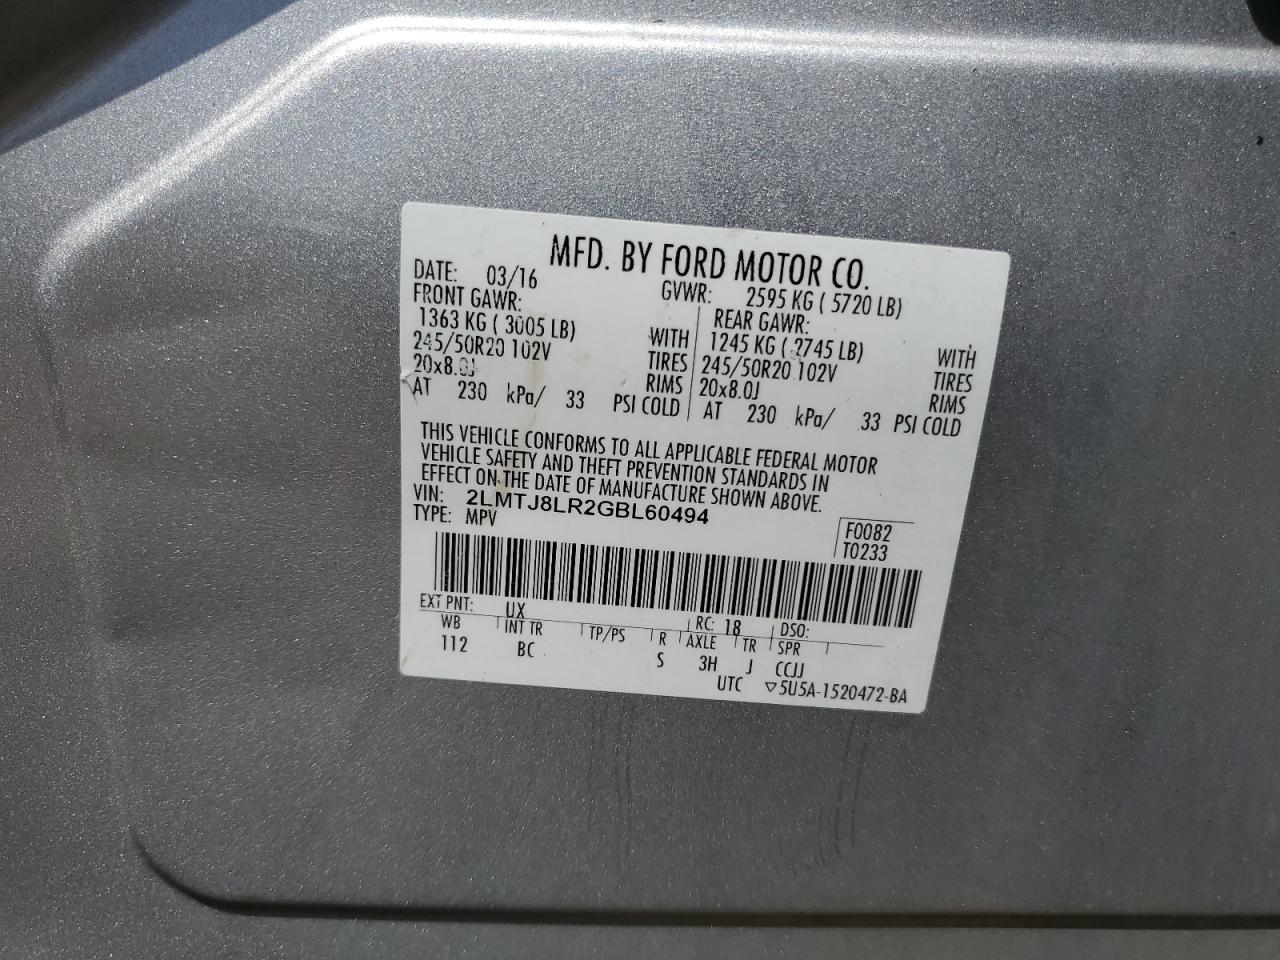 MFD. BY FORD MOTOR CO.
DATE: 03/16 GVWR: 2595 KG ( 5720 LB)
FRONT GAWR: REAR GAWR:
1363 KG ( 3005 LB) WITH 1245 KG ( 2745 LB) WITH
245/50R20 102V TIRES 245/50R20 102V TIRES
20x8.0J RIMS 20x8.0J RIMS
AT 230 kPa/ 33 PSI COLD AT 230 kPa/ 33 PSI COLD
THIS VEHICLE CONFORMS TO ALL APPLICABLE FEDERAL MOTOR
VEHICLE SAFETY AND THEFT PREVENTION STANDARDS IN
EFFECT ON THE DATE OF MANUFACTURE SHOWN ABOVE.
VIN: 2LMTJ8LR2GBL60494
TYPE: MPV
F0082
T0233
EXT PNT: UX RC: 18 DSO:
WB INT TR TP/PS R AXLE TR SPR
112 BC S 3H J CCJJ
UTC ▽5U5A-1520472-BA